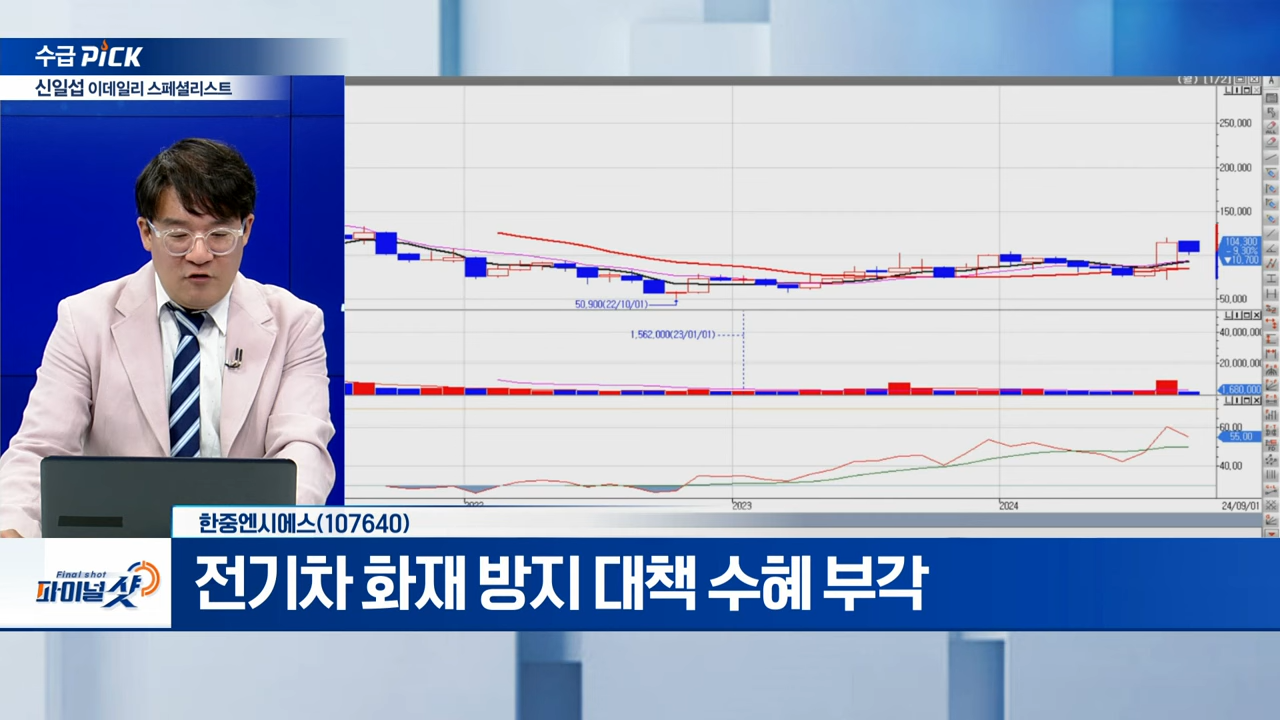 수급 PiCK
신일섭 이데일리 스페셜리스트
(월) [1/2]
250,000
200,000
150,000
104,300
-9.30%
▼10,700
50,000
50,900(22/10/01)
1,562,000(23/01/01)
40,000,000
20,000,000
1,680,000
60.00
55.00
40.00
2023
2024
24/09/01
한중엔시에스(107640)
Final shot
파이널샷
전기차 화재 방지 대책 수혜 부각